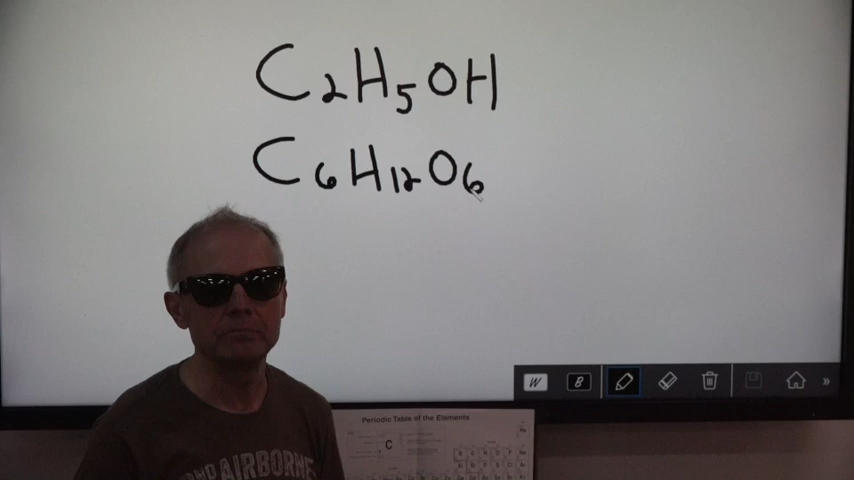 C₂H₅OH
C₆H₁₂O₆
W B »
Periodic Table of the Elements
C
AIRBORNE